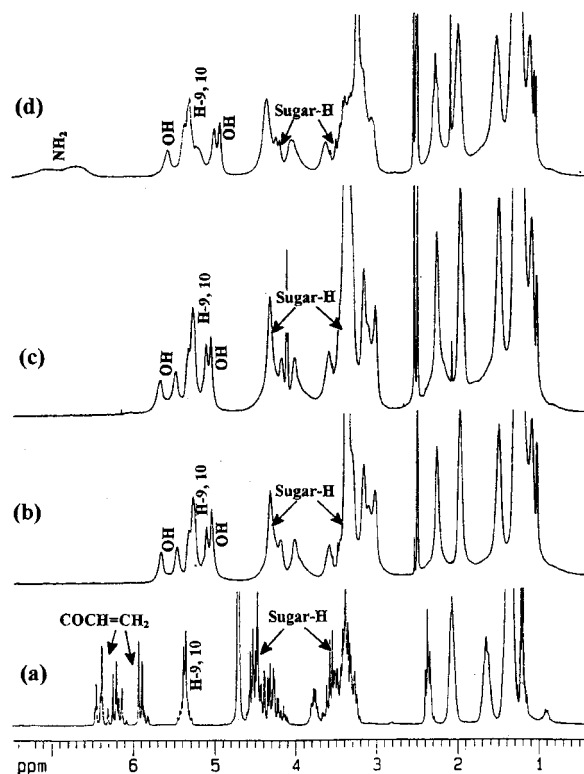 (d)
NH₂
OH
H-9, 10
OH
Sugar-H
(c)
OH
H-9, 10
OH
Sugar-H
(b)
OH
H-9, 10
OH
Sugar-H
(a)
COCH=CH₂
H-9, 10
Sugar-H
ppm 6 5 4 3 2 1